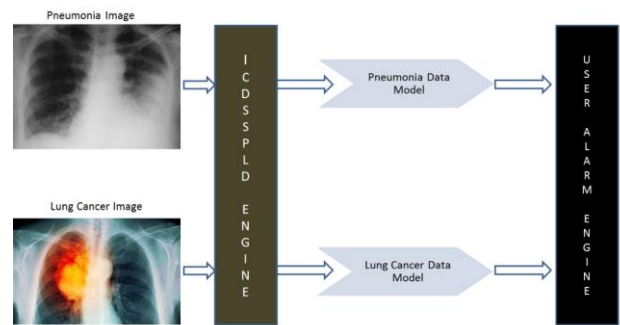 Pneumonia Image
ICDSSPLD ENGINE
Pneumonia Data
Model
USER ALARM ENGINE
Lung Cancer Image
Lung Cancer Data
Model